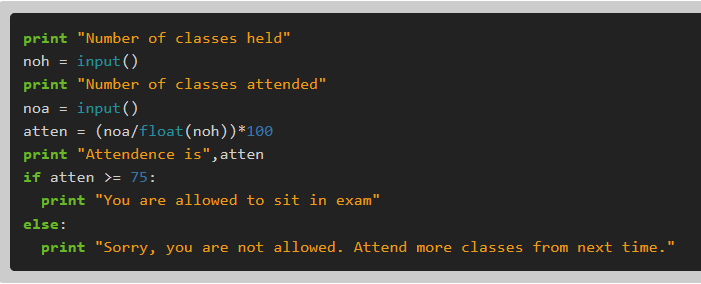 print "Number of classes held"
noh = input()
print "Number of classes attended"
noa = input()
atten = (noa/float(noh))*100
print "Attendence is",atten
if atten >= 75:
  print "You are allowed to sit in exam"
else:
  print "Sorry, you are not allowed. Attend more classes from next time."